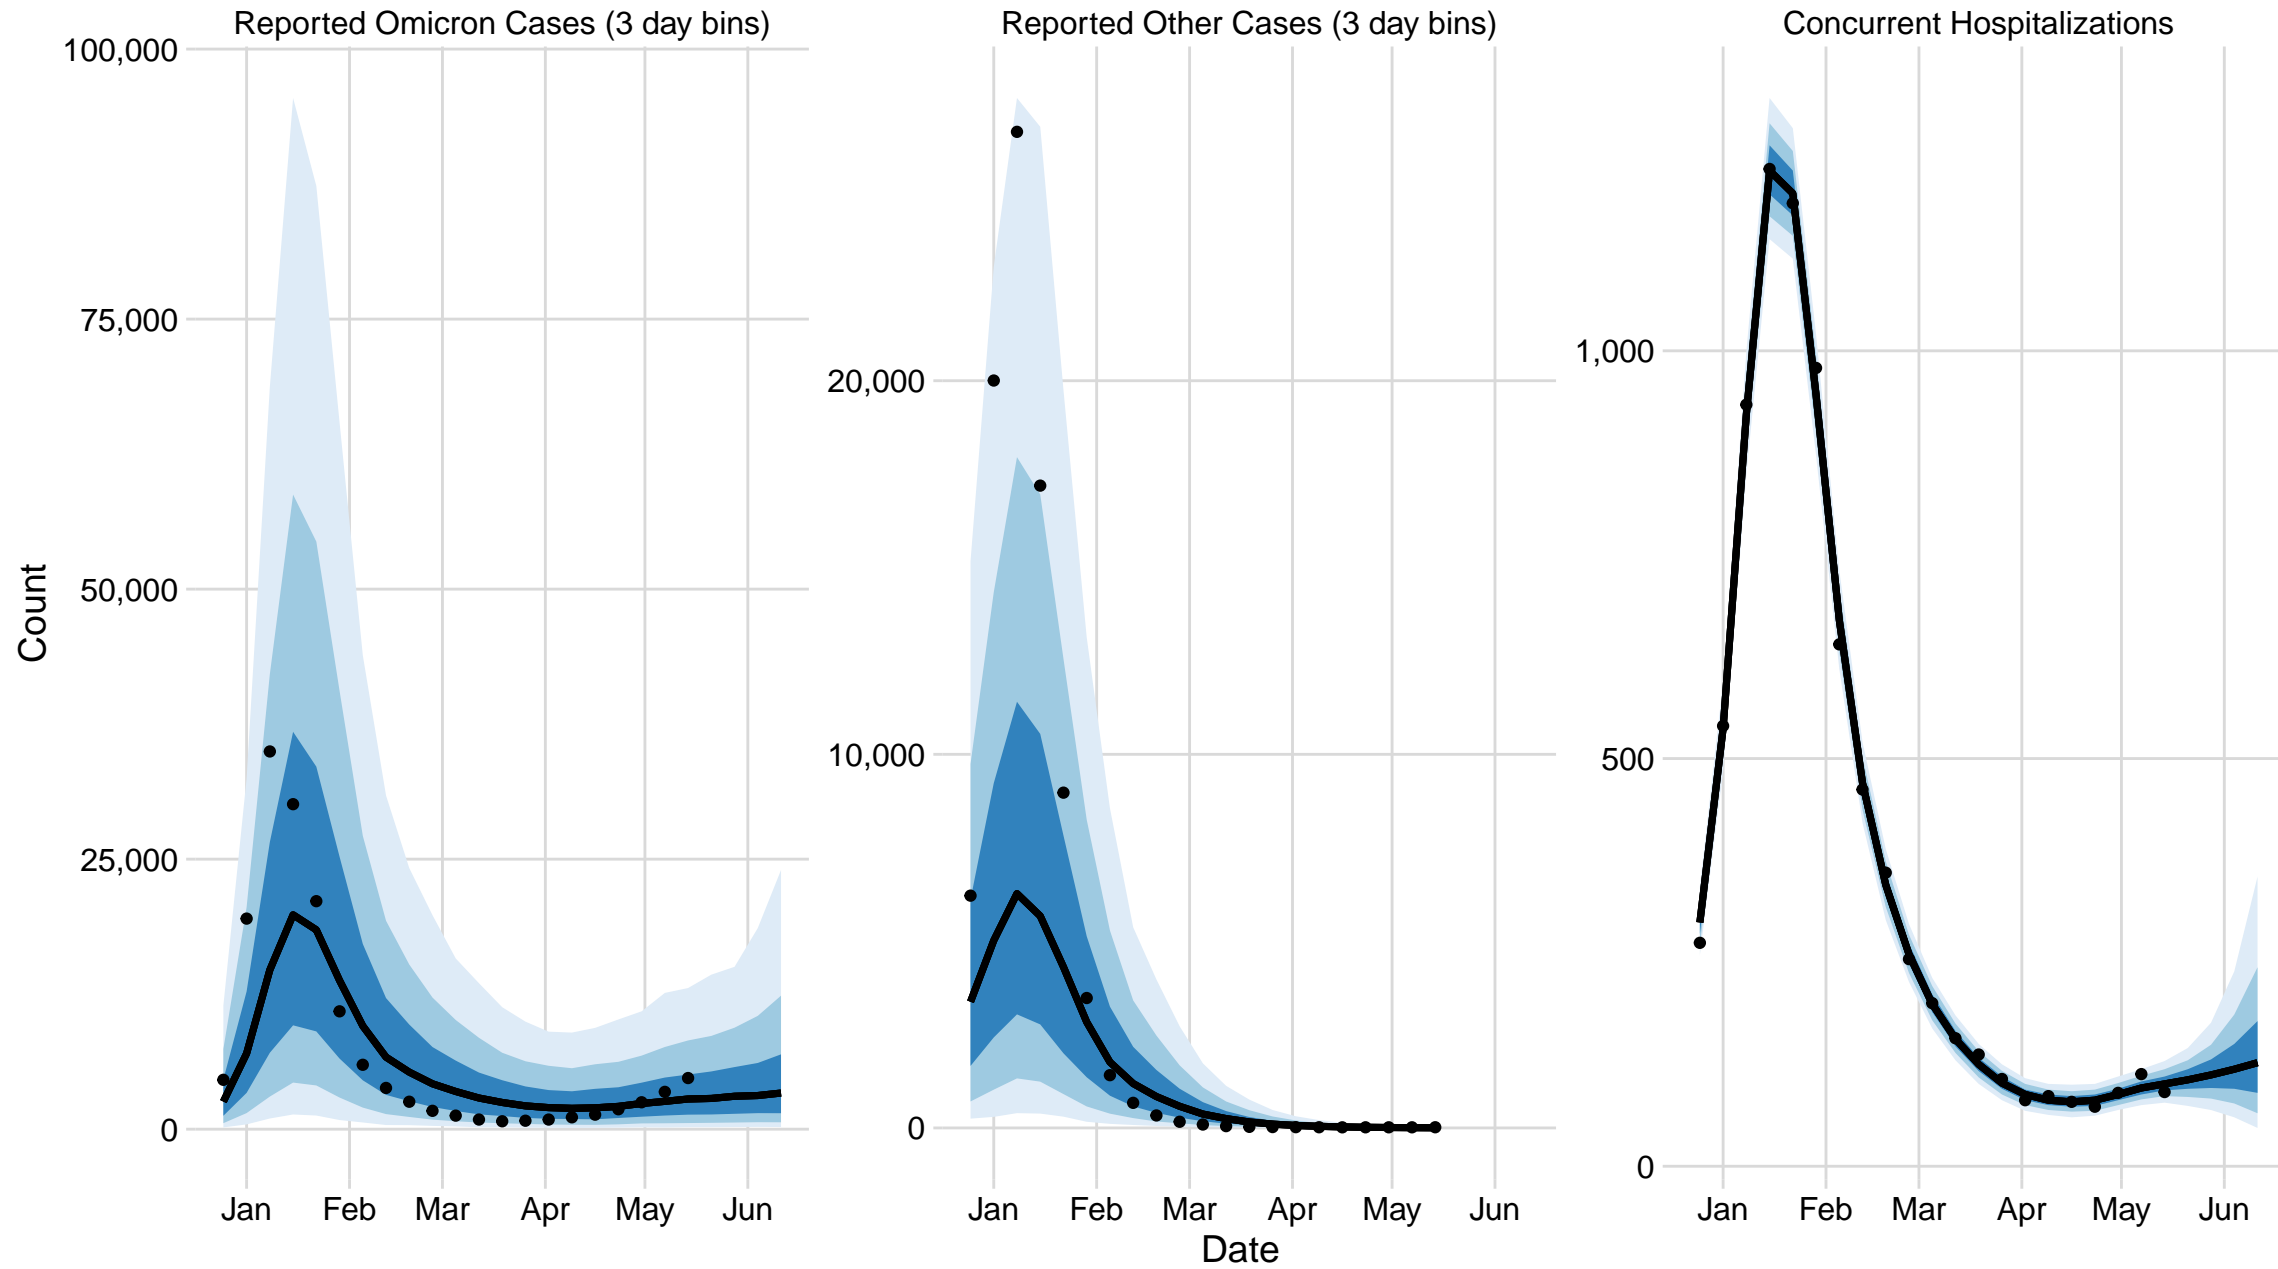 Reported Omicron Cases (3 day bins)
Reported Other Cases (3 day bins)
Concurrent Hospitalizations
Count
100,000
75,000
50,000
25,000
0
20,000
10,000
0
1,000
500
0
Jan Feb Mar Apr May Jun
Jan Feb Mar Apr May Jun
Jan Feb Mar Apr May Jun
Date